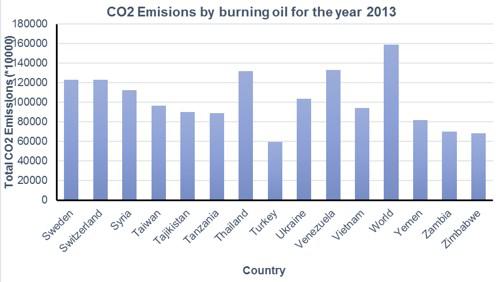 CO2 Emisions by burning oil for the year 2013
Total CO2 Emissions (*10000)
180000
160000
140000
120000
100000
80000
60000
40000
20000
0
Sweden
Switzerland
Syria
Taiwan
Tajikistan
Tanzania
Thailand
Turkey
Ukraine
Venezuela
Vietnam
World
Yemen
Zambia
Zimbabwe
Country